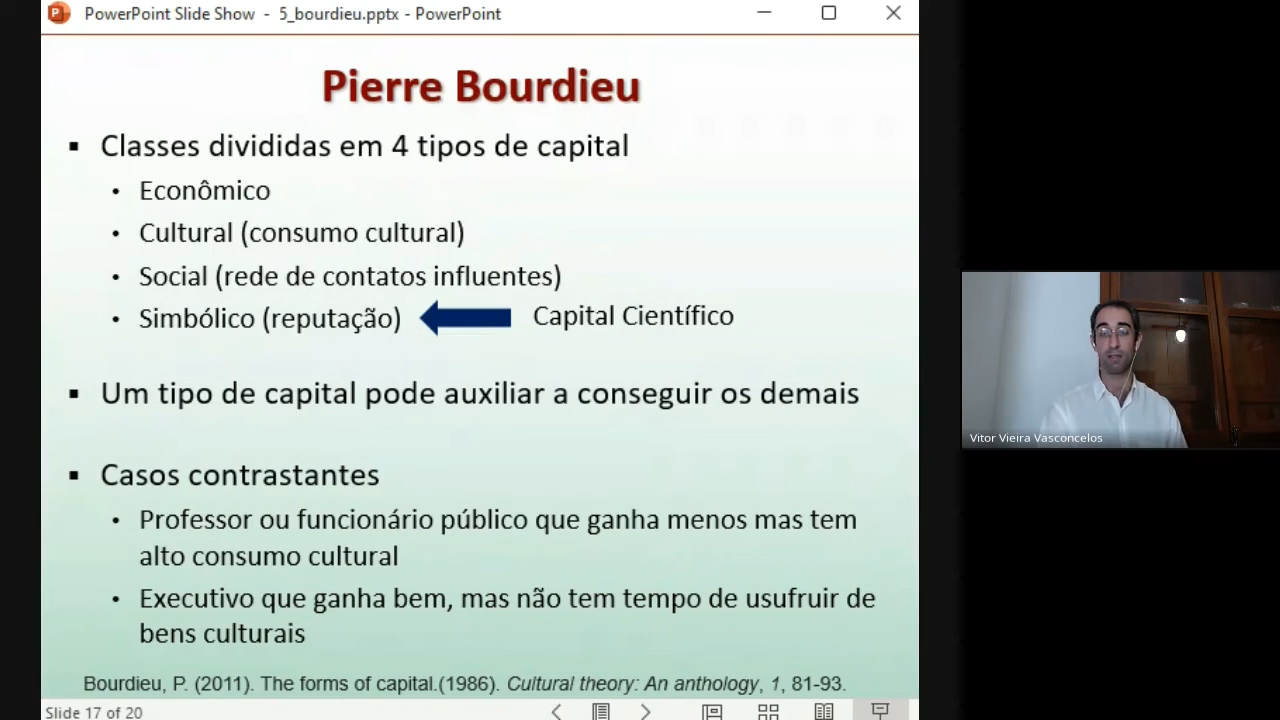 PowerPoint Slide Show - 5_bourdieu.pptx - PowerPoint
Pierre Bourdieu
▪ Classes divididas em 4 tipos de capital
• Econômico
• Cultural (consumo cultural)
• Social (rede de contatos influentes)
• Simbólico (reputação) Capital Científico
▪ Um tipo de capital pode auxiliar a conseguir os demais
▪ Casos contrastantes
• Professor ou funcionário público que ganha menos mas tem
alto consumo cultural
• Executivo que ganha bem, mas não tem tempo de usufruir de
bens culturais
Bourdieu, P. (2011). The forms of capital.(1986). Cultural theory: An anthology, 1, 81-93.
Slide 17 of 20
Vitor Vieira Vasconcelos